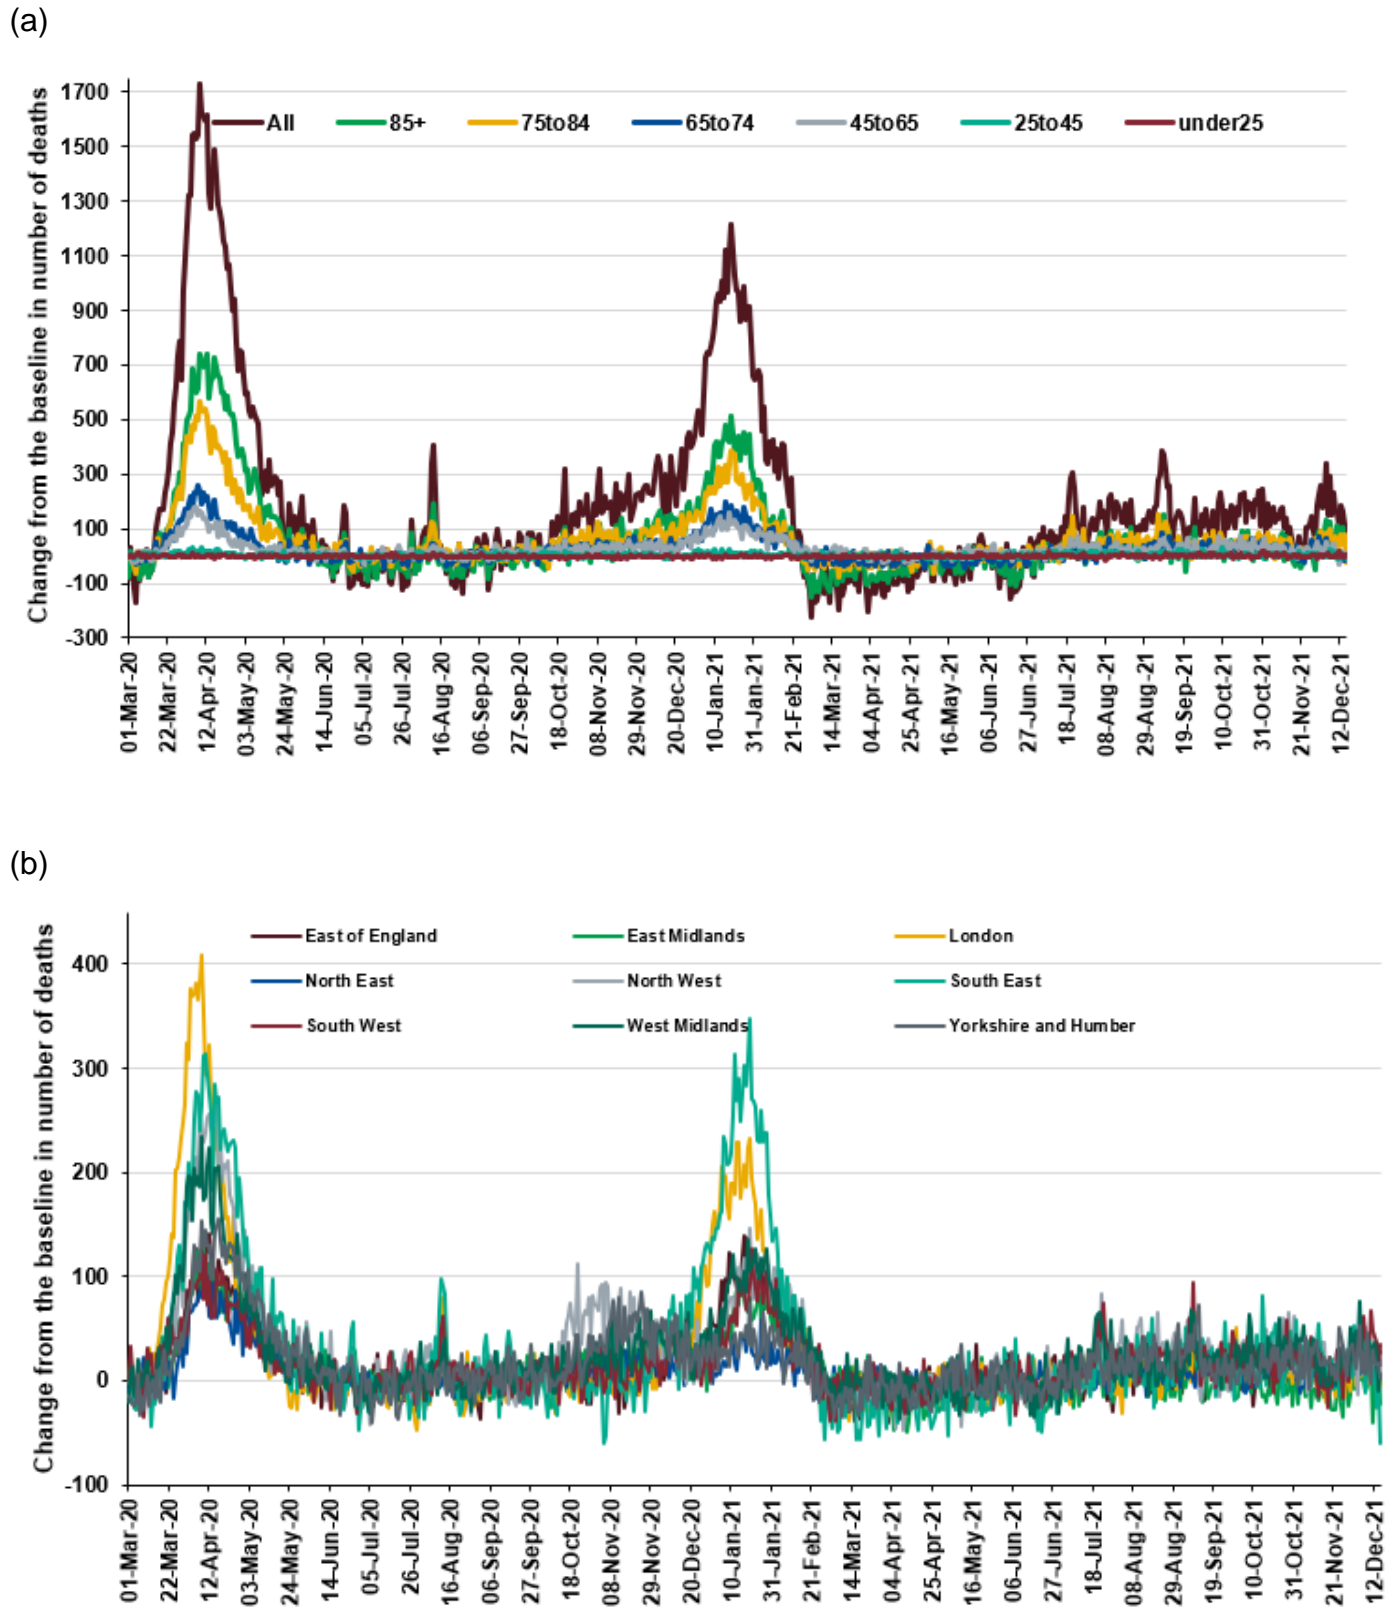 (a)
Change from the baseline in number of deaths
1700
1500
1300
1100
900
700
500
300
100
-100
-300
All 85+ 75to84 65to74 45to65 25to45 under25
01-Mar-20 22-Mar-20 12-Apr-20 03-May-20 24-May-20 14-Jun-20 05-Jul-20 26-Jul-20 16-Aug-20 06-Sep-20 27-Sep-20 18-Oct-20 08-Nov-20 29-Nov-20 20-Dec-20 10-Jan-21 31-Jan-21 21-Feb-21 14-Mar-21 04-Apr-21 25-Apr-21 16-May-21 06-Jun-21 27-Jun-21 18-Jul-21 08-Aug-21 29-Aug-21 19-Sep-21 10-Oct-21 31-Oct-21 21-Nov-21 12-Dec-21
(b)
Change from the baseline in number of deaths
400
300
200
100
0
-100
East of England East Midlands London
North East North West South East
South West West Midlands Yorkshire and Humber
01-Mar-20 22-Mar-20 12-Apr-20 03-May-20 24-May-20 14-Jun-20 05-Jul-20 26-Jul-20 16-Aug-20 06-Sep-20 27-Sep-20 18-Oct-20 08-Nov-20 29-Nov-20 20-Dec-20 10-Jan-21 31-Jan-21 21-Feb-21 14-Mar-21 04-Apr-21 25-Apr-21 16-May-21 06-Jun-21 27-Jun-21 18-Jul-21 08-Aug-21 29-Aug-21 19-Sep-21 10-Oct-21 31-Oct-21 21-Nov-21 12-Dec-21